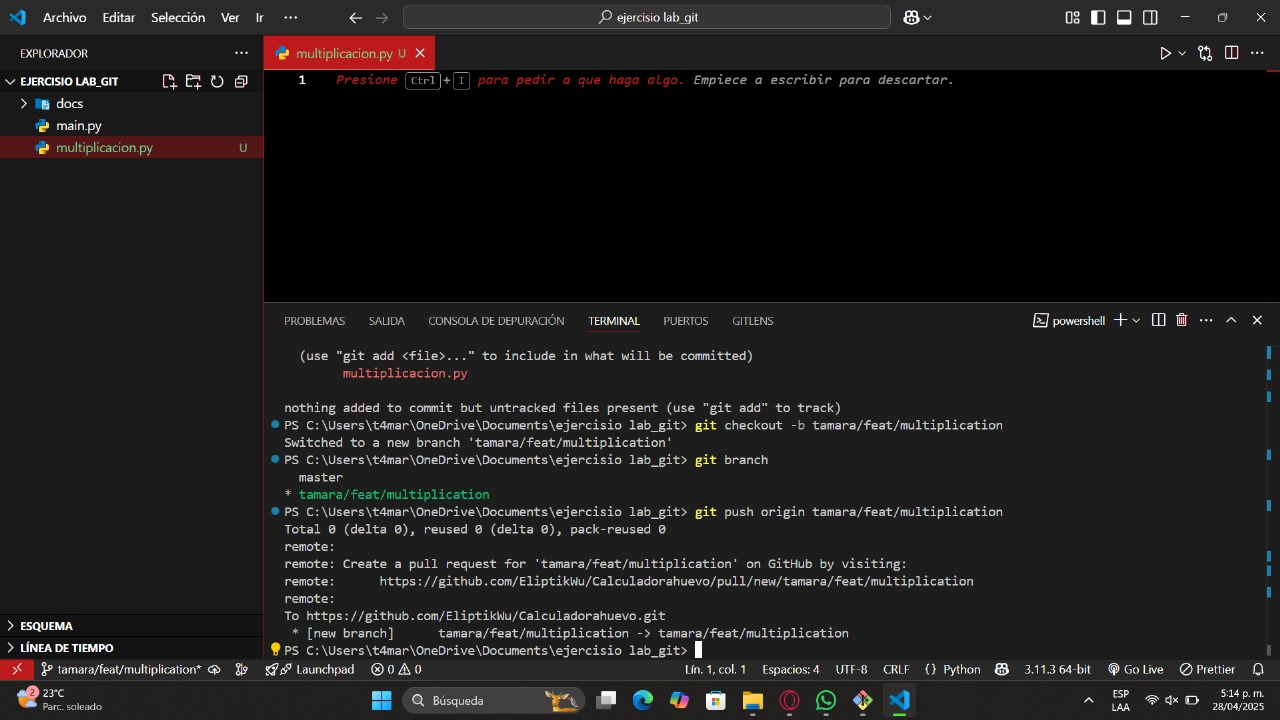 Archivo Editar Selección Ver Ir ··· ejercisio lab_git
EXPLORADOR ···
multiplicacion.py U
EJERCISIO LAB_GIT
docs
main.py
multiplicacion.py U
1 Presione Ctrl+I para pedir a que haga algo. Empiece a escribir para descartar.
PROBLEMAS SALIDA CONSOLA DE DEPURACIÓN TERMINAL PUERTOS GITLENS powershell
(use "git add <file>..." to include in what will be committed)
multiplicacion.py
nothing added to commit but untracked files present (use "git add" to track)
PS C:\Users\t4mar\OneDrive\Documents\ejercisio lab_git> git checkout -b tamara/feat/multiplication
Switched to a new branch 'tamara/feat/multiplication'
PS C:\Users\t4mar\OneDrive\Documents\ejercisio lab_git> git branch
master
* tamara/feat/multiplication
PS C:\Users\t4mar\OneDrive\Documents\ejercisio lab_git> git push origin tamara/feat/multiplication
Total 0 (delta 0), reused 0 (delta 0), pack-reused 0
remote:
remote: Create a pull request for 'tamara/feat/multiplication' on GitHub by visiting:
remote: https://github.com/EliptikWu/Calculadorahuevo/pull/new/tamara/feat/multiplication
remote:
To https://github.com/EliptikWu/Calculadorahuevo.git
* [new branch] tamara/feat/multiplication -> tamara/feat/multiplication
PS C:\Users\t4mar\OneDrive\Documents\ejercisio lab_git>
ESQUEMA
LÍNEA DE TIEMPO
tamara/feat/multiplication* Launchpad 0 0 Lín. 1, col. 1 Espacios: 4 UTF-8 CRLF {} Python 3.11.3 64-bit Go Live Prettier
2 23°C
Parc. soleado
Búsqueda
ESP
LAA
5:14 p. m.
28/04/2025